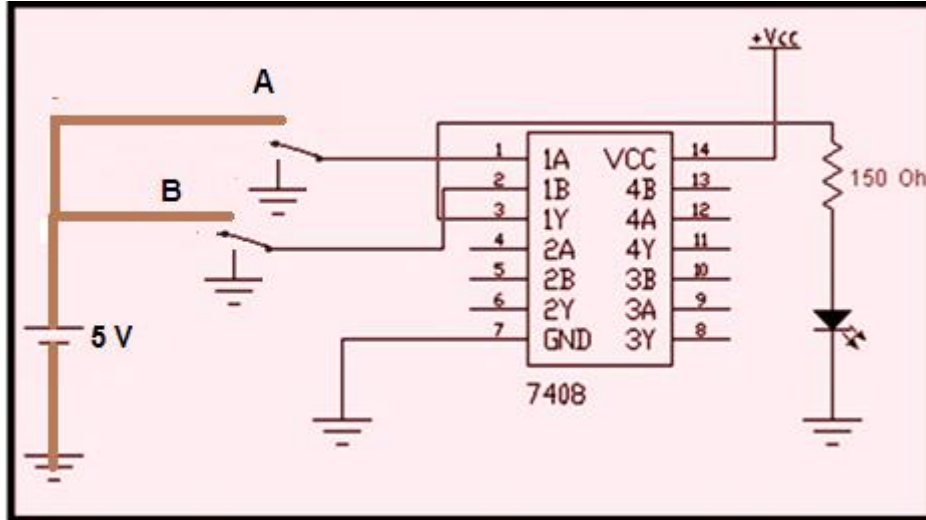 +Vcc
A
B
5 V
1 1A VCC 14
2 1B 4B 13
3 1Y 4A 12
4 2A 4Y 11
5 2B 3B 10
6 2Y 3A 9
7 GND 3Y 8
7408
150 Oh